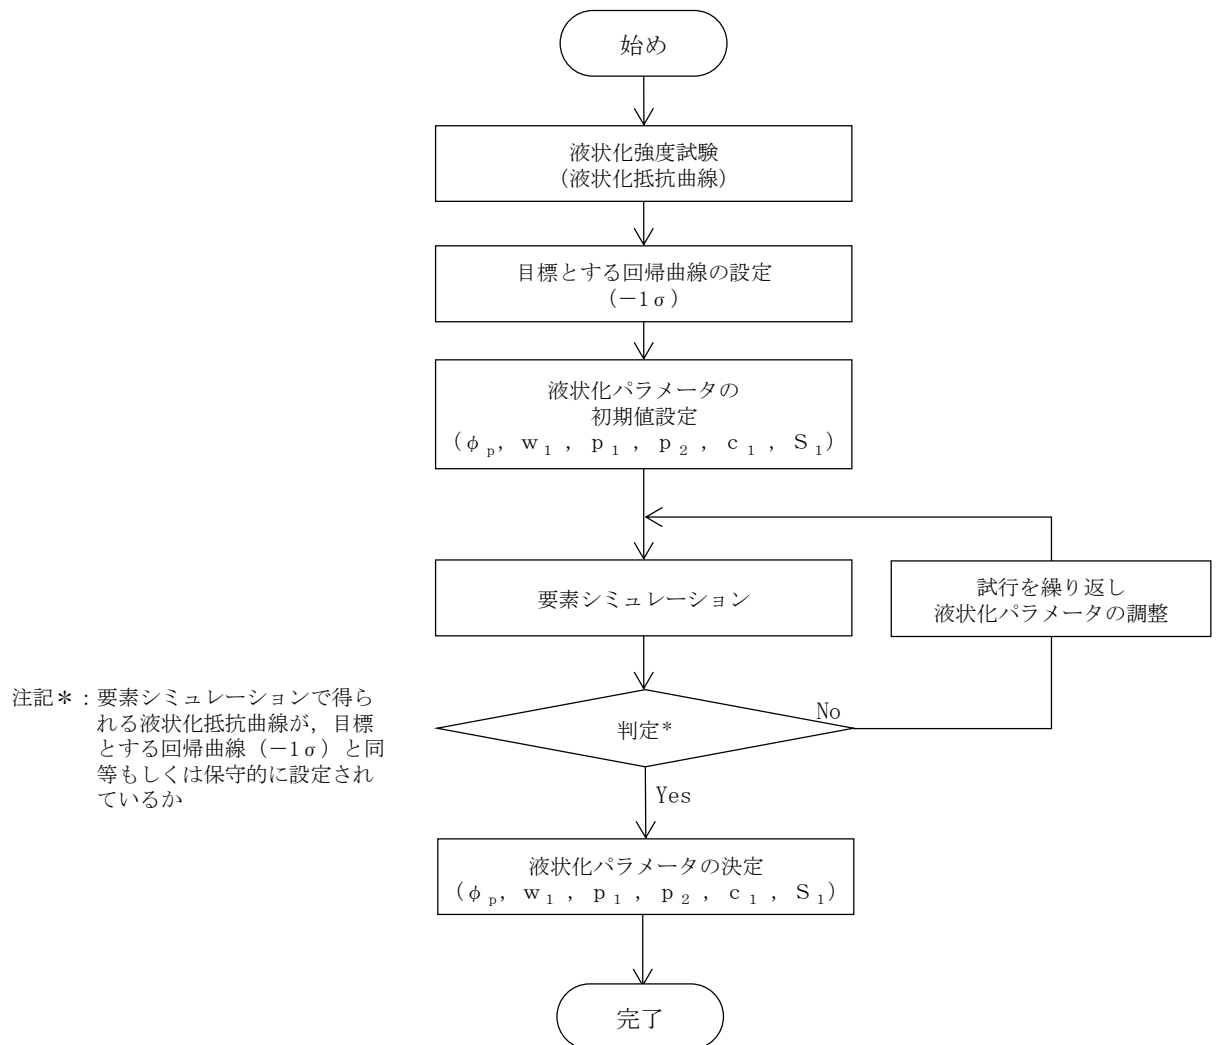 始め
液状化強度試験
(液状化抵抗曲線)
目標とする回帰曲線の設定
(－1σ)
液状化パラメータの
初期値設定
(φp, w1, p1, p2, c1, S1)
要素シミュレーション
試行を繰り返し
液状化パラメータの調整
注記＊：要素シミュレーションで得ら
れる液状化抵抗曲線が，目標
とする回帰曲線（－1σ）と同
等もしくは保守的に設定され
ているか
判定*
No
Yes
液状化パラメータの決定
(φp, w1, p1, p2, c1, S1)
完了